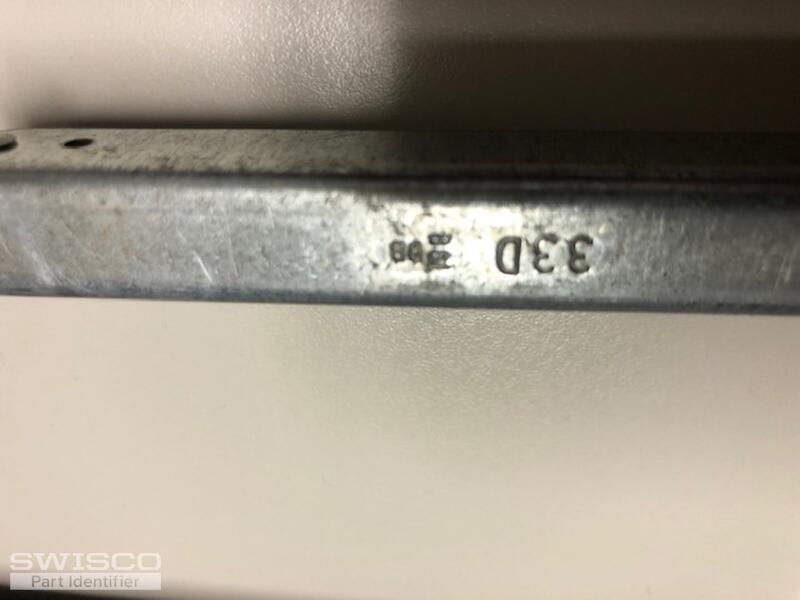 33D
SWISCO
Part Identifier